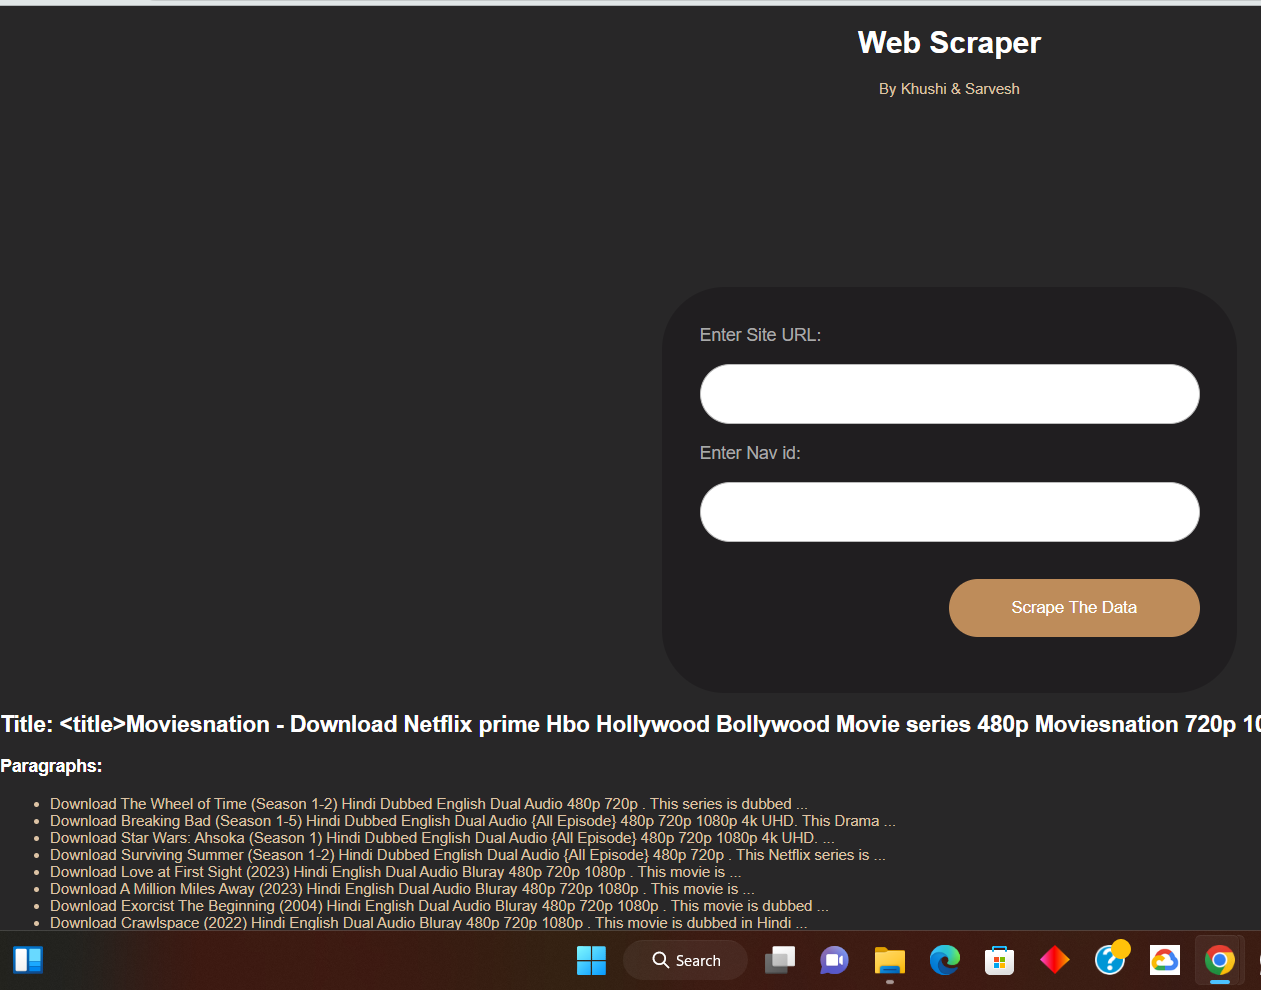 Web Scraper
By Khushi & Sarvesh
Enter Site URL:
Enter Nav id:
Scrape The Data
Title: <title>Moviesnation - Download Netflix prime Hbo Hollywood Bollywood Movie series 480p Moviesnation 720p 10
Paragraphs:
• Download The Wheel of Time (Season 1-2) Hindi Dubbed English Dual Audio 480p 720p . This series is dubbed ...
• Download Breaking Bad (Season 1-5) Hindi Dubbed English Dual Audio {All Episode} 480p 720p 1080p 4k UHD. This Drama ...
• Download Star Wars: Ahsoka (Season 1) Hindi Dubbed English Dual Audio {All Episode} 480p 720p 1080p 4k UHD. ...
• Download Surviving Summer (Season 1-2) Hindi Dubbed English Dual Audio {All Episode} 480p 720p . This Netflix series is ...
• Download Love at First Sight (2023) Hindi English Dual Audio Bluray 480p 720p 1080p . This movie is ...
• Download A Million Miles Away (2023) Hindi English Dual Audio Bluray 480p 720p 1080p . This movie is ...
• Download Exorcist The Beginning (2004) Hindi English Dual Audio Bluray 480p 720p 1080p . This movie is dubbed ...
• Download Crawlspace (2022) Hindi English Dual Audio Bluray 480p 720p 1080p . This movie is dubbed in Hindi ...
Search